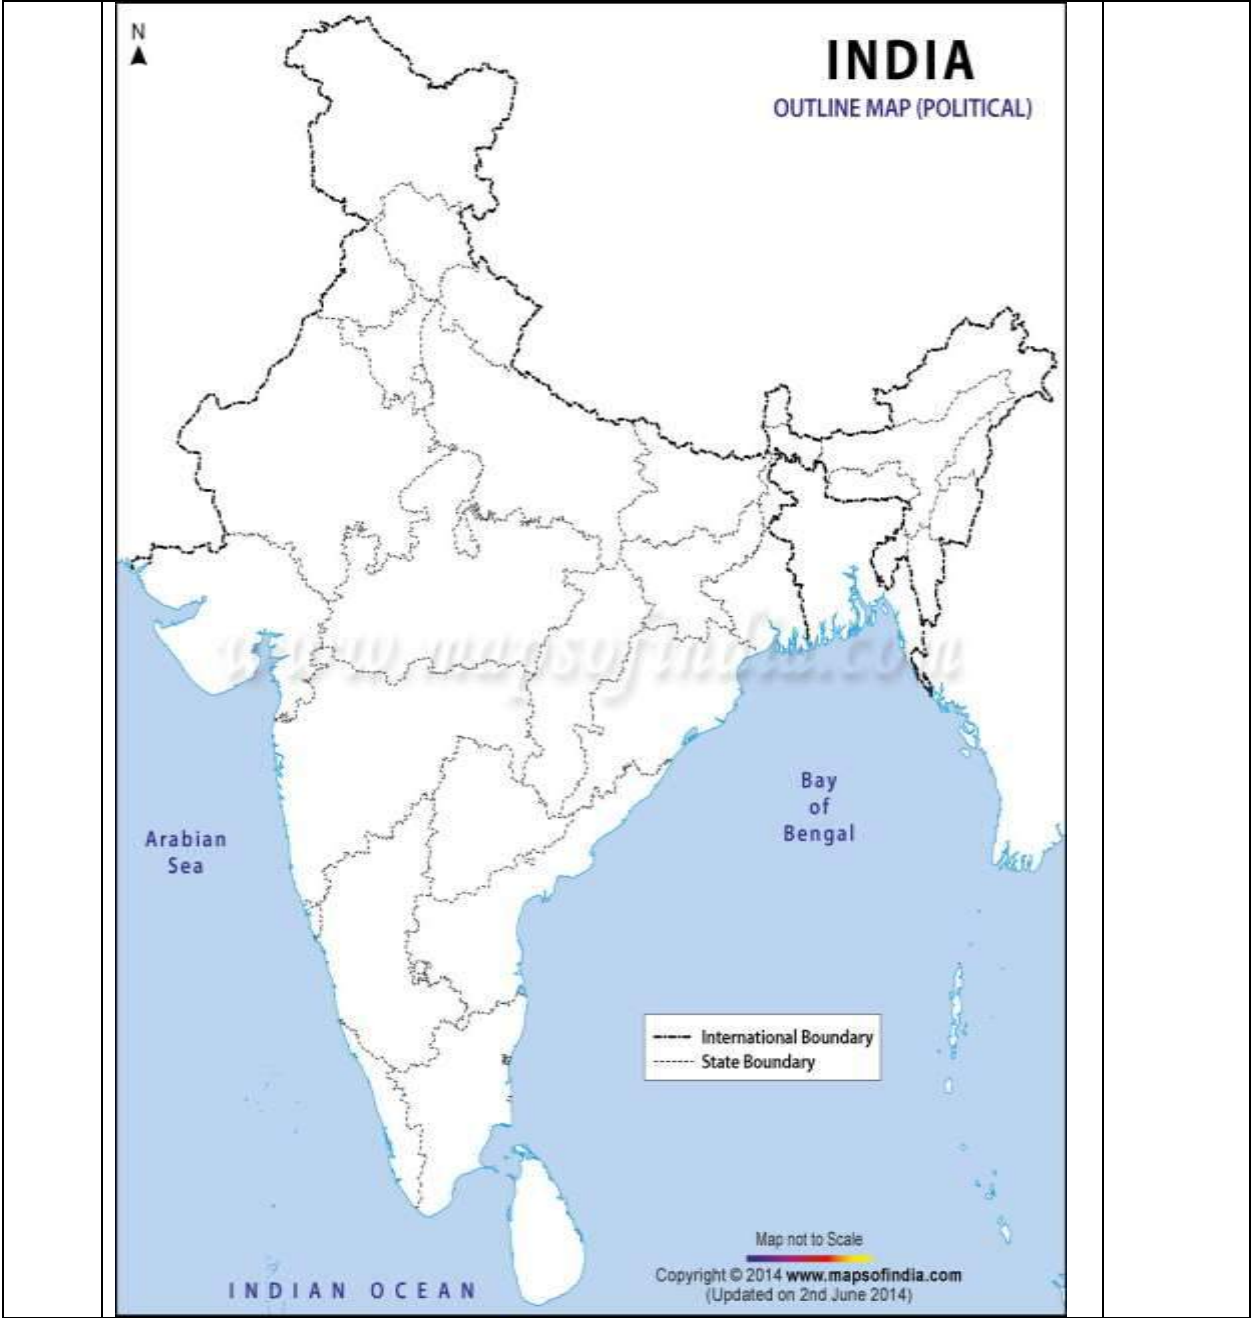 N
INDIA
OUTLINE MAP (POLITICAL)
www.mapsofindia.com
Bay
of
Bengal
Arabian
Sea
International Boundary
State Boundary
Map not to Scale
Copyright © 2014 www.mapsofindia.com
(Updated on 2nd June 2014)
INDIAN OCEAN